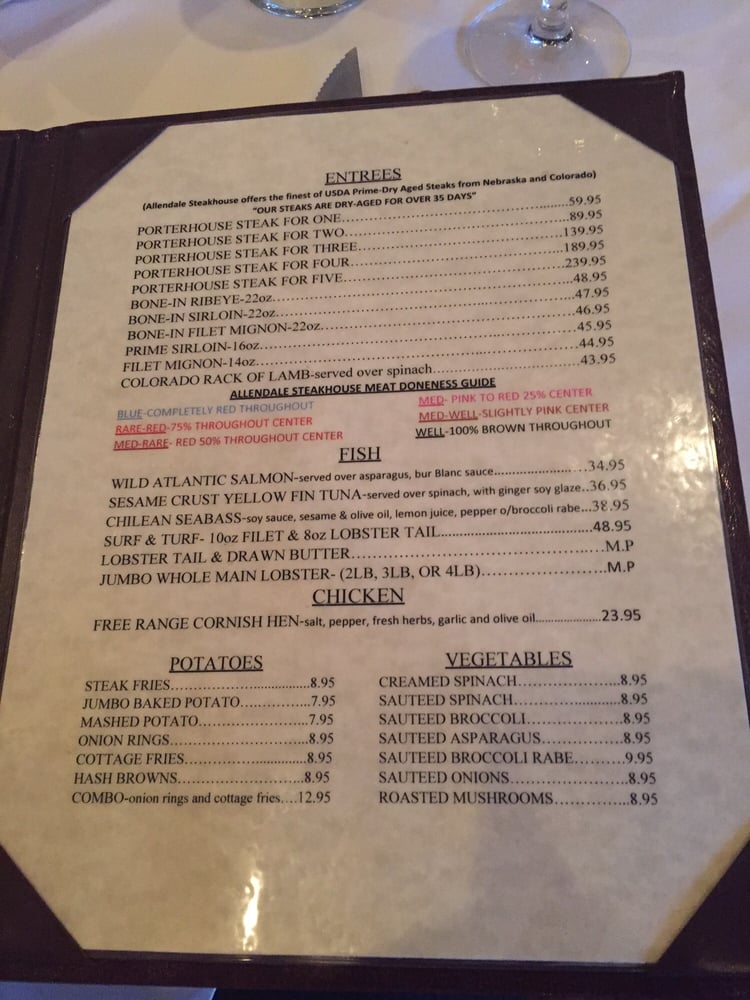 ENTREES
(Allendale Steakhouse offers the finest of USDA Prime-Dry Aged Steaks from Nebraska and Colorado)
"OUR STEAKS ARE DRY-AGED FOR OVER 35 DAYS"
PORTERHOUSE STEAK FOR ONE..........59.95
PORTERHOUSE STEAK FOR TWO..........89.95
PORTERHOUSE STEAK FOR THREE..........139.95
PORTERHOUSE STEAK FOR FOUR..........189.95
PORTERHOUSE STEAK FOR FIVE..........239.95
BONE-IN RIBEYE-22oz..........48.95
BONE-IN SIRLOIN-22oz..........47.95
BONE-IN FILET MIGNON-22oz..........46.95
PRIME SIRLOIN-16oz..........45.95
FILET MIGNON-14oz..........44.95
COLORADO RACK OF LAMB-served over spinach..........43.95
ALLENDALE STEAKHOUSE MEAT DONENESS GUIDE
BLUE-COMPLETELY RED THROUGHOUT MED- PINK TO RED 25% CENTER
RARE-RED-75% THROUGHOUT CENTER MED-WELL-SLIGHTLY PINK CENTER
MED-RARE- RED 50% THROUGHOUT CENTER WELL-100% BROWN THROUGHOUT
FISH
WILD ATLANTIC SALMON-served over asparagus, bur Blanc sauce..........34.95
SESAME CRUST YELLOW FIN TUNA-served over spinach, with ginger soy glaze..36.95
CHILEAN SEABASS-soy sauce, sesame & olive oil, lemon juice, pepper o/broccoli rabe...38.95
SURF & TURF- 10oz FILET & 8oz LOBSTER TAIL..........48.95
LOBSTER TAIL & DRAWN BUTTER..........M.P
JUMBO WHOLE MAIN LOBSTER- (2LB, 3LB, OR 4LB)..........M.P
CHICKEN
FREE RANGE CORNISH HEN-salt, pepper, fresh herbs, garlic and olive oil..........23.95
POTATOES
STEAK FRIES..........8.95
JUMBO BAKED POTATO..........7.95
MASHED POTATO..........7.95
ONION RINGS..........8.95
COTTAGE FRIES..........8.95
HASH BROWNS..........8.95
COMBO-onion rings and cottage fries....12.95
VEGETABLES
CREAMED SPINACH..........8.95
SAUTEED SPINACH..........8.95
SAUTEED BROCCOLI..........8.95
SAUTEED ASPARAGUS..........8.95
SAUTEED BROCCOLI RABE..........9.95
SAUTEED ONIONS..........8.95
ROASTED MUSHROOMS..........8.95